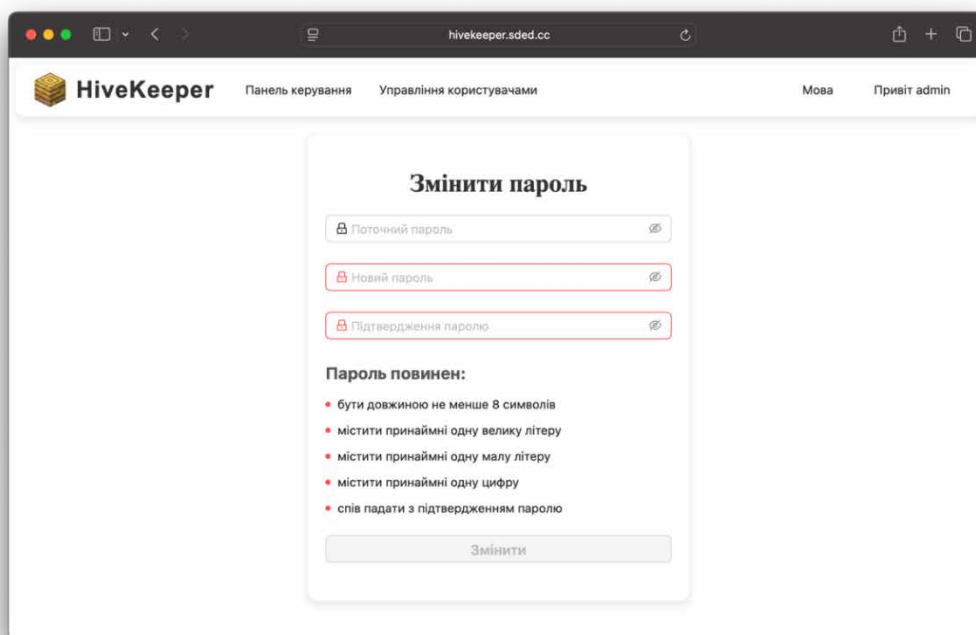 hivekeeper.sded.cc
HiveKeeper Панель керування Управління користувачами Мова Привіт admin
Змінити пароль
Поточний пароль
Новий пароль
Підтвердження паролю
Пароль повинен:
бути довжиною не менше 8 символів
містити принаймні одну велику літеру
містити принаймні одну малу літеру
містити принаймні одну цифру
спів падати з підтвердженням паролю
Змінити